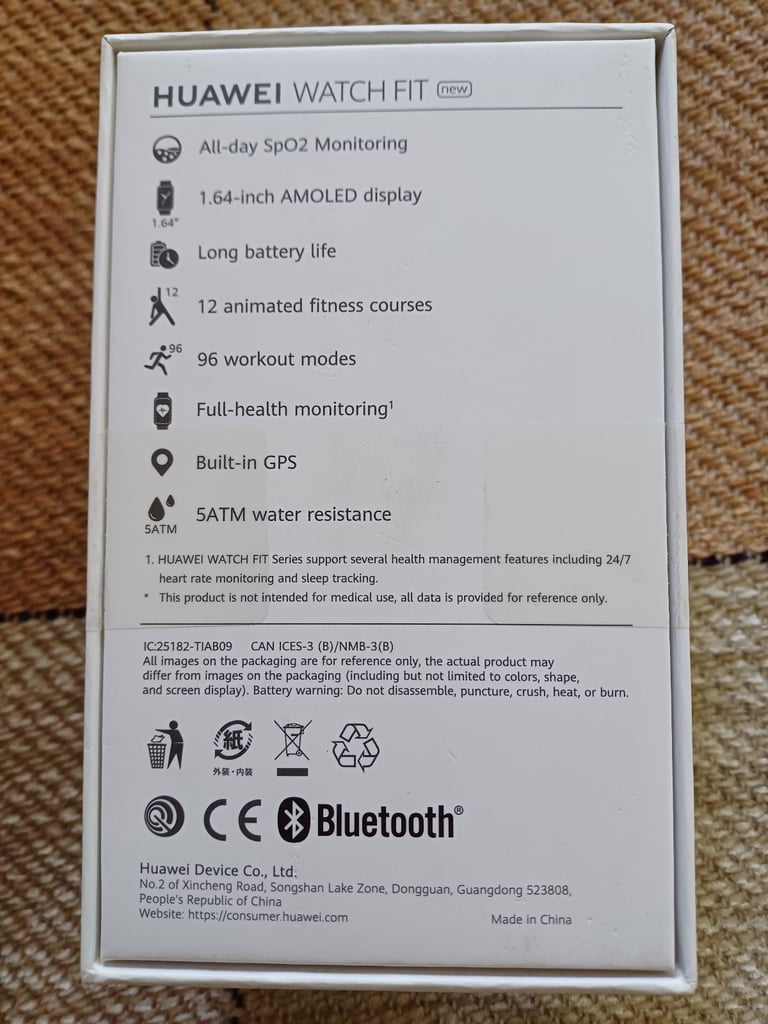 HUAWEI WATCH FIT new
All-day SpO2 Monitoring
1.64"
1.64-inch AMOLED display
Long battery life
12
12 animated fitness courses
96
96 workout modes
Full-health monitoring¹
Built-in GPS
5ATM
5ATM water resistance
1. HUAWEI WATCH FIT Series support several health management features including 24/7
heart rate monitoring and sleep tracking.
* This product is not intended for medical use, all data is provided for reference only.
IC:25182-TIAB09 CAN ICES-3 (B)/NMB-3(B)
All images on the packaging are for reference only, the actual product may
differ from images on the packaging (including but not limited to colors, shape,
and screen display). Battery warning: Do not disassemble, puncture, crush, heat, or burn.
紙
外装・内装
CE Bluetooth®
Huawei Device Co., Ltd.
No.2 of Xincheng Road, Songshan Lake Zone, Dongguan, Guangdong 523808,
People's Republic of China
Website: https://consumer.huawei.com Made in China